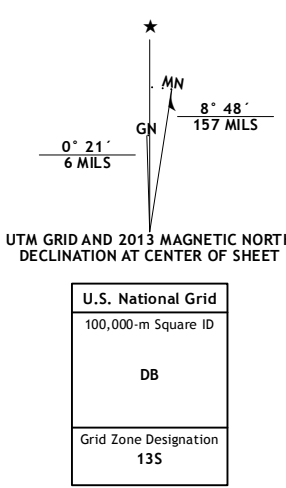 ★
MN
8° 48´
157 MILS
GN
0° 21´
6 MILS
UTM GRID AND 2013 MAGNETIC NORTH
DECLINATION AT CENTER OF SHEET
U.S. National Grid
100,000-m Square ID
DB
Grid Zone Designation
13S